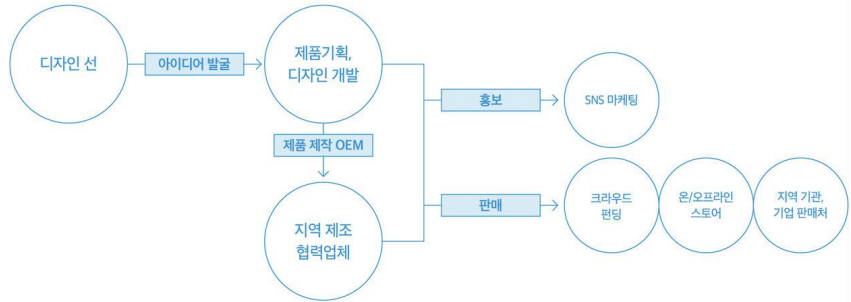 디자인 선
아이디어 발굴
제품기획,
디자인 개발
제품 제작 OEM
지역 제조
협력업체
홍보
SNS 마케팅
판매
크라우드
펀딩
온/오프라인
스토어
지역 기관,
기업 판매처